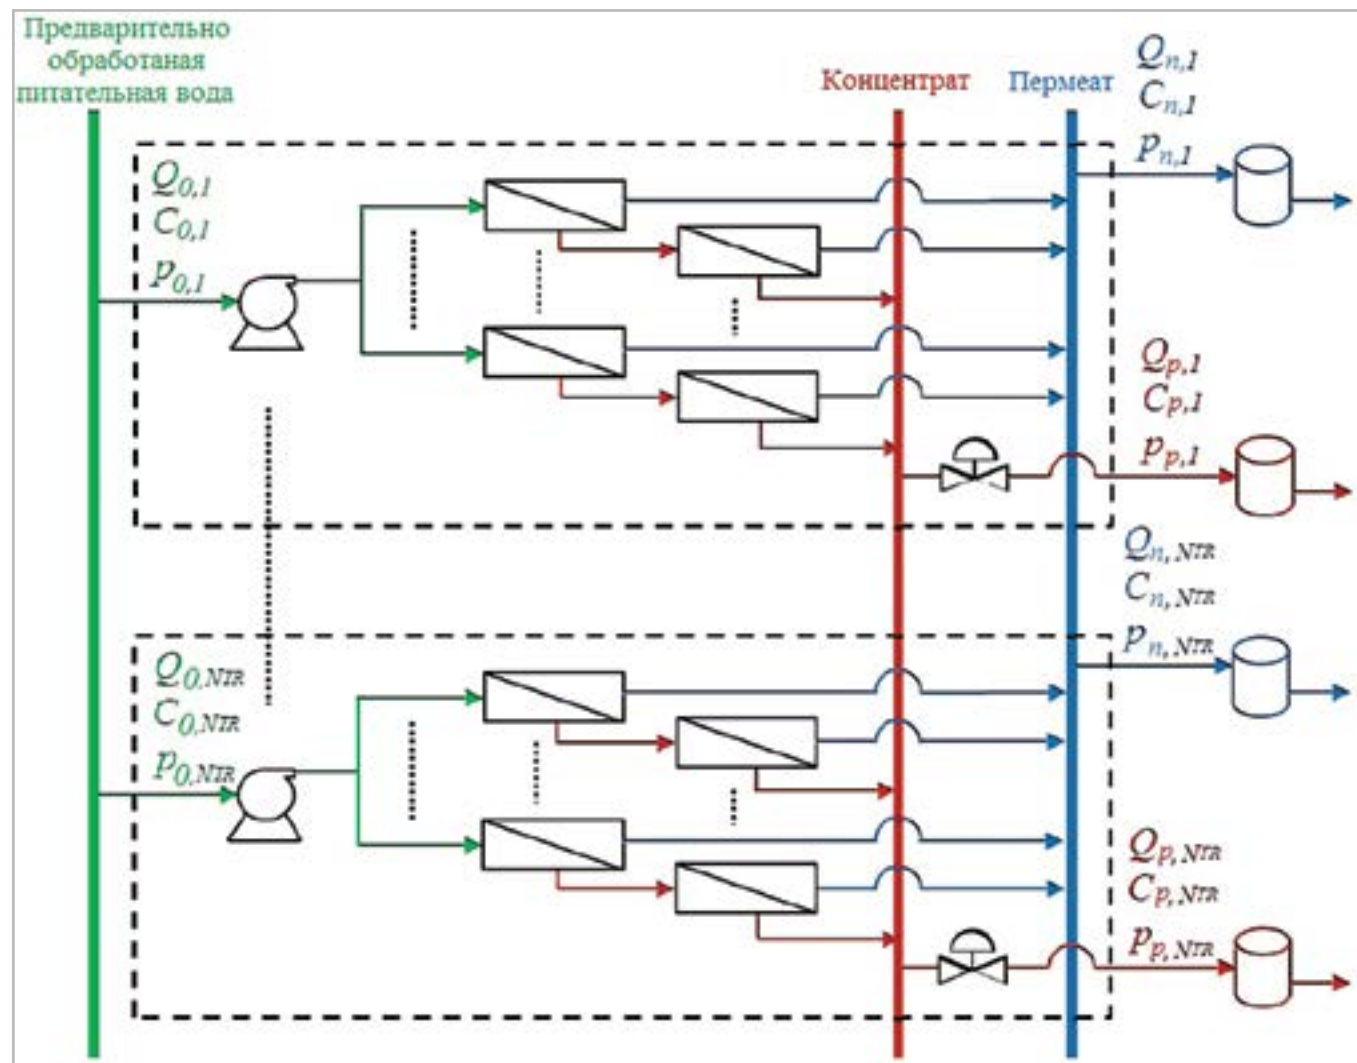 Предварительно
обработаная
питательная вода
Концентрат
Пермеат
Q0,1
C0,1
p0,1
Qn,1
Cn,1
pn,1
Qp,1
Cp,1
pp,1
Q0,NTR
C0,NTR
p0,NTR
Qn,NTR
Cn,NTR
pn,NTR
Qp,NTR
Cp,NTR
pp,NTR